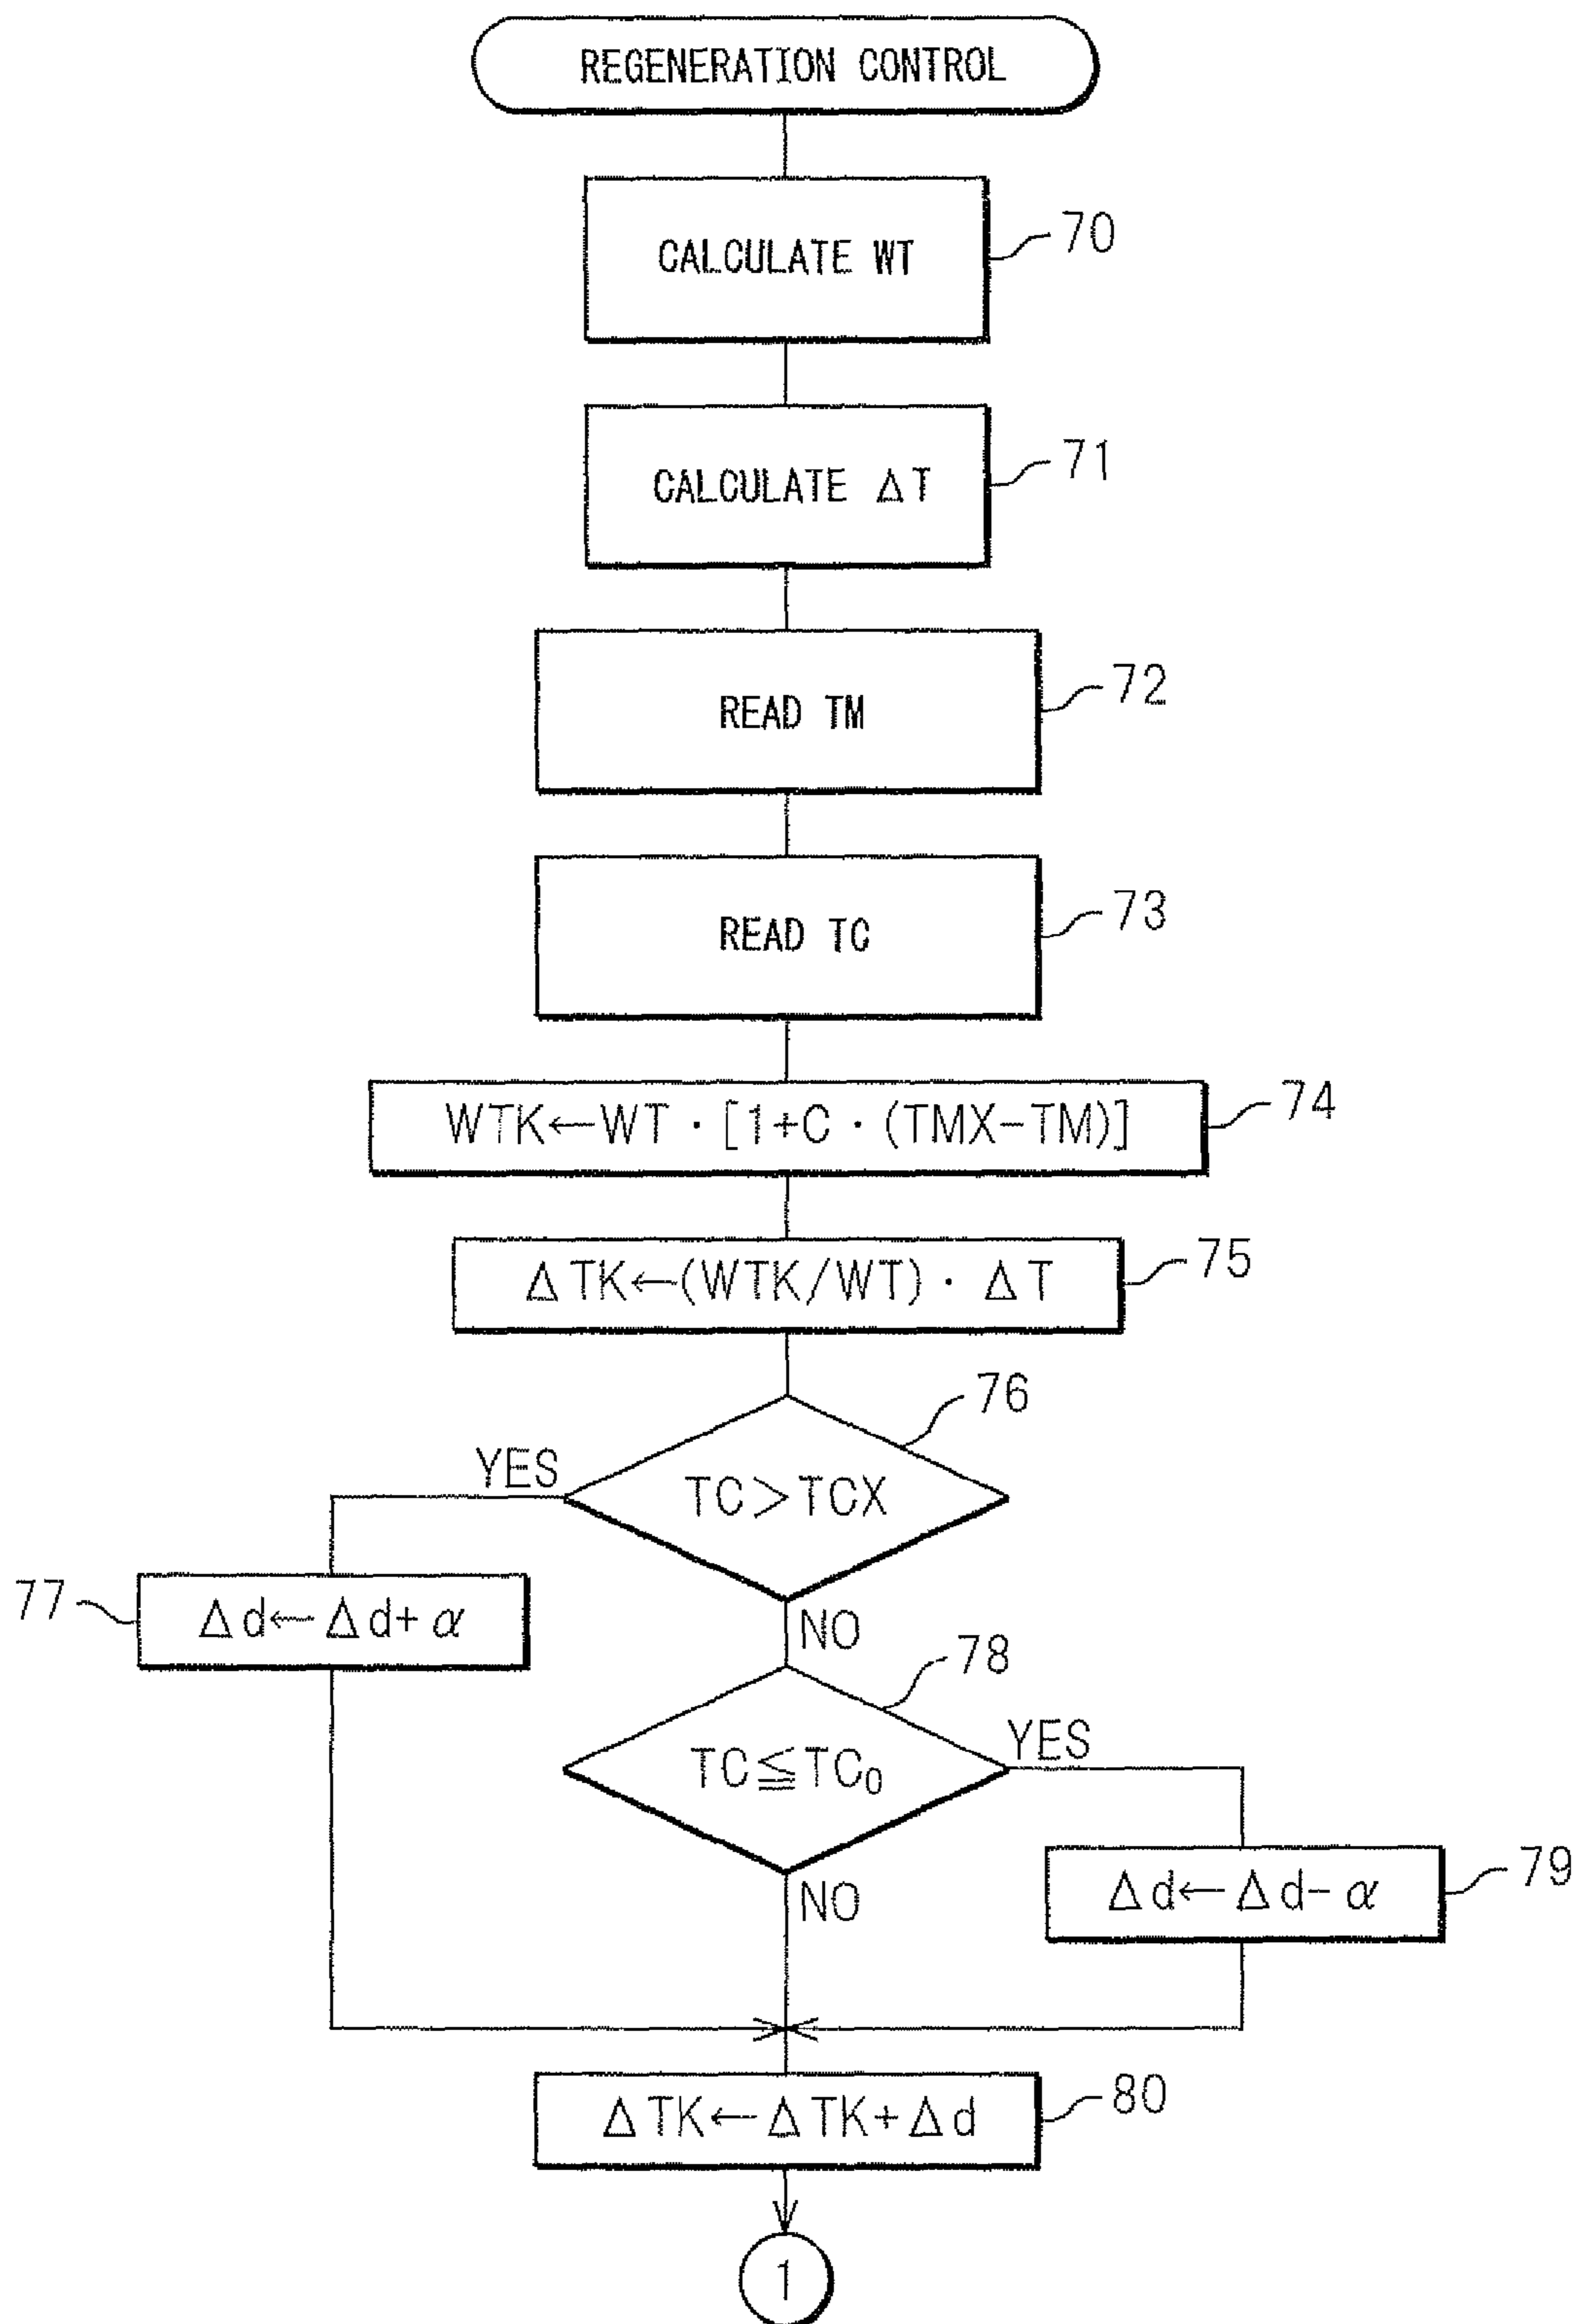 REGENERATION CONTROL
CALCULATE WT
70
CALCULATE ΔT
71
READ TM
72
READ TC
73
WTK←WT・[1+C・(TMX-TM)]
74
ΔTK←(WTK/WT)・ΔT
75
76
YES
TC>TCX
77
Δd←Δd+α
NO
78
TC≦TC₀
YES
Δd←Δd-α
79
NO
ΔTK←ΔTK+Δd
80
1